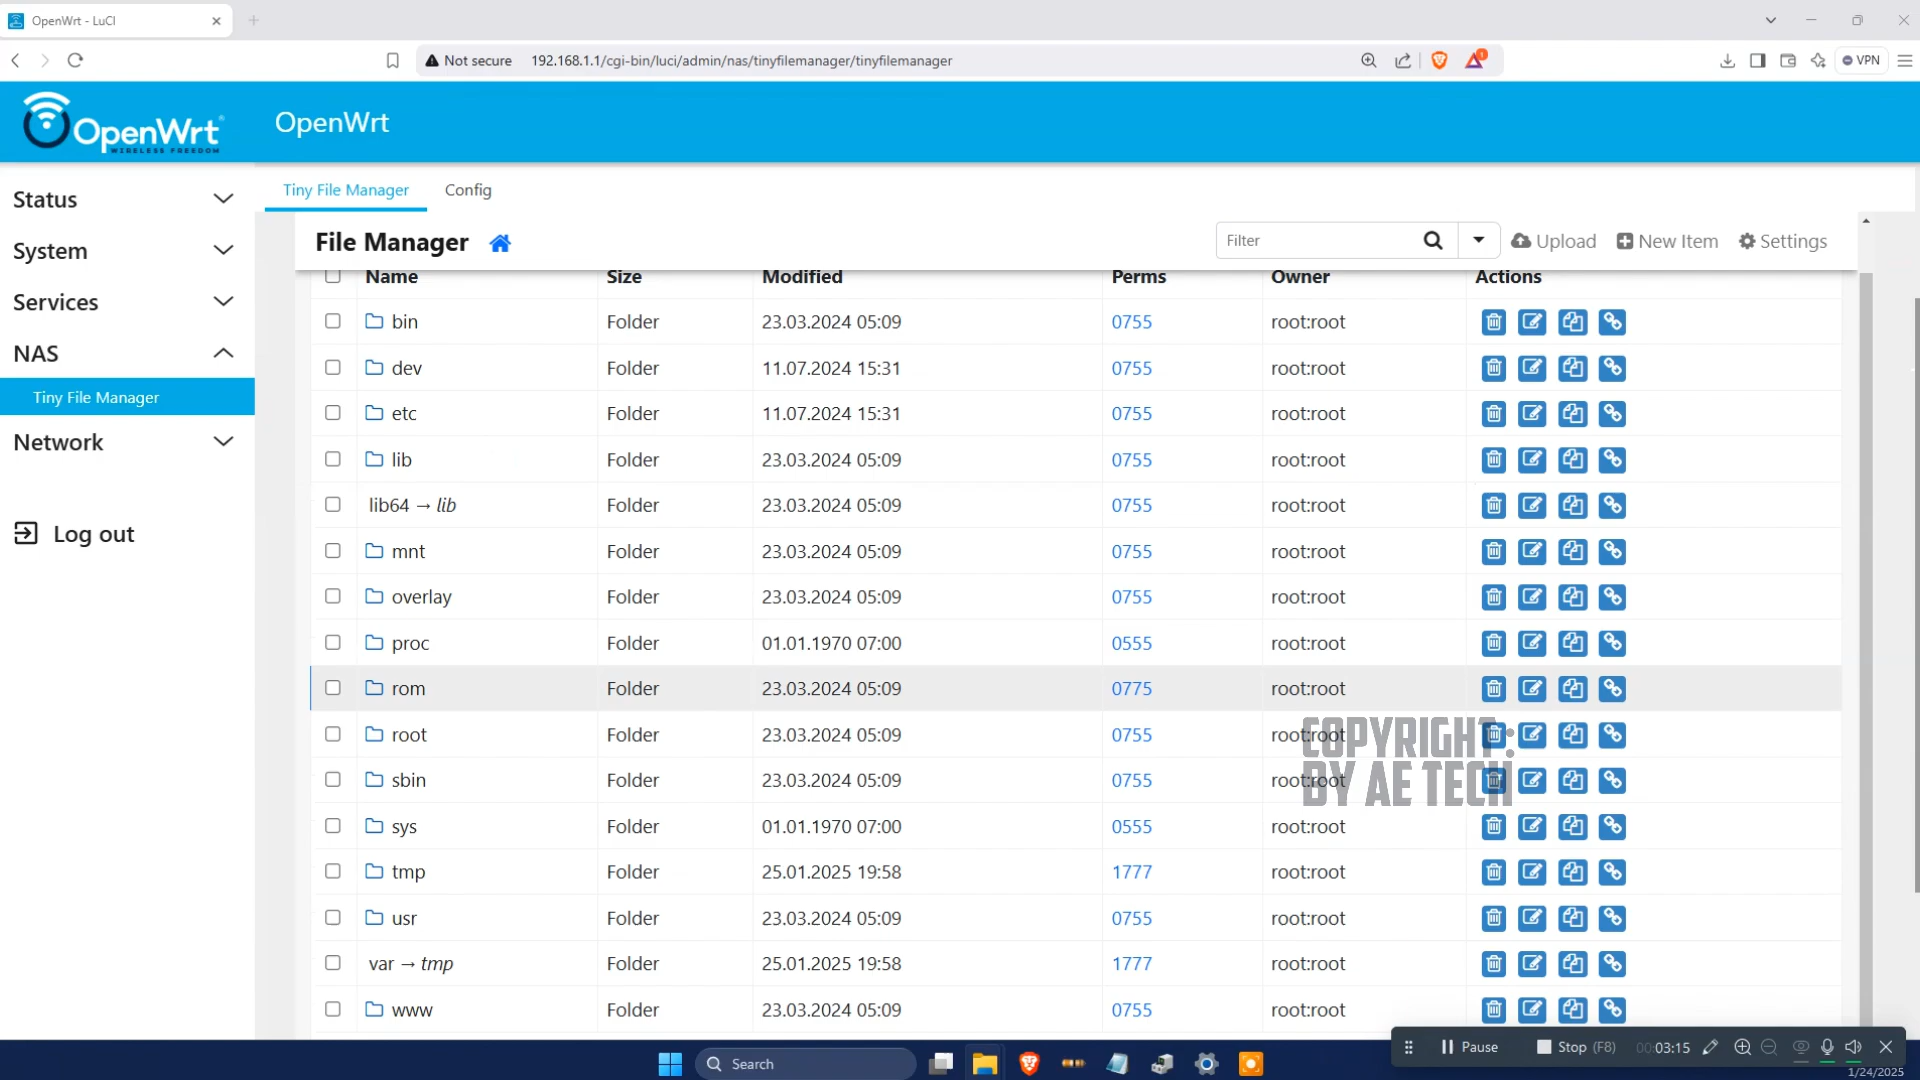 OpenWrt - LuCI
Not secure 192.168.1.1/cgi-bin/luci/admin/nas/tinyfilemanager/tinyfilemanager 1 VPN
OpenWrt
WIRELESS FREEDOM
OpenWrt
Status
System
Services
NAS
Tiny File Manager
Network
Log out
Tiny File Manager Config
File Manager Filter Upload New Item Settings
Name Size Modified Perms Owner Actions
bin Folder 23.03.2024 05:09 0755 root:root
dev Folder 11.07.2024 15:31 0755 root:root
etc Folder 11.07.2024 15:31 0755 root:root
lib Folder 23.03.2024 05:09 0755 root:root
lib64 → lib Folder 23.03.2024 05:09 0755 root:root
mnt Folder 23.03.2024 05:09 0755 root:root
overlay Folder 23.03.2024 05:09 0755 root:root
proc Folder 01.01.1970 07:00 0555 root:root
rom Folder 23.03.2024 05:09 0775 root:root
root Folder 23.03.2024 05:09 0755 root:root
sbin Folder 23.03.2024 05:09 0755 root:root
sys Folder 01.01.1970 07:00 0555 root:root
tmp Folder 25.01.2025 19:58 1777 root:root
usr Folder 23.03.2024 05:09 0755 root:root
var → tmp Folder 25.01.2025 19:58 1777 root:root
www Folder 23.03.2024 05:09 0755 root:root
COPYRIGHT:
BY AE TECH
Pause Stop (F8) 00:03:15
Search
1/24/2025